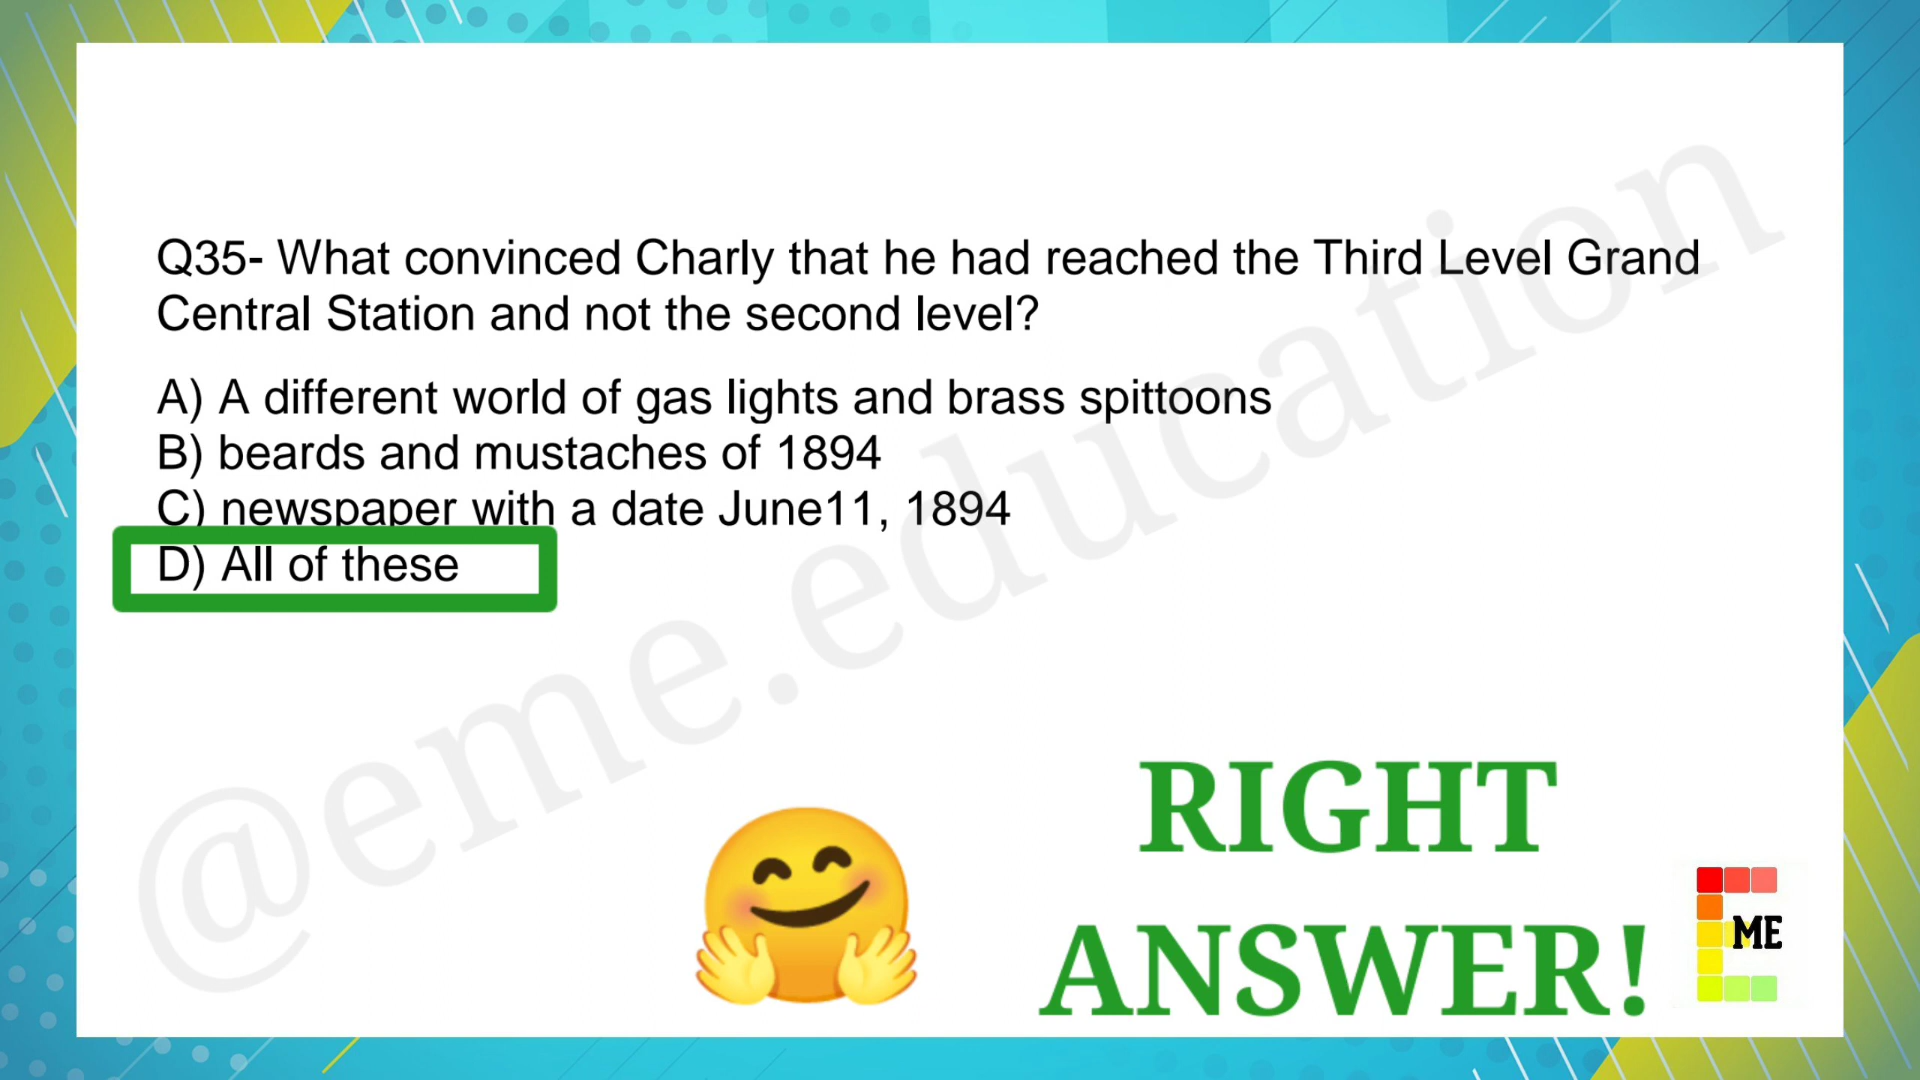 Q35- What convinced Charly that he had reached the Third Level Grand
Central Station and not the second level?
A) A different world of gas lights and brass spittoons
B) beards and mustaches of 1894
C) newspaper with a date June11, 1894
D) All of these
@eme.education
RIGHT
ANSWER!
ME